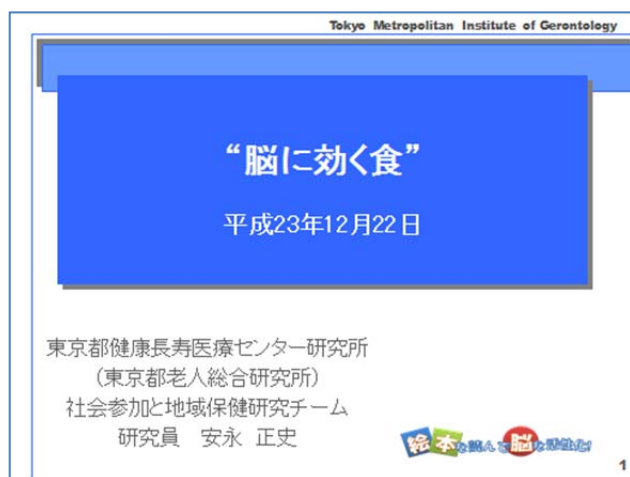 Tokyo Metropolitan Institute of Gerontology
“脳に効く食”
平成23年12月22日
東京都健康長寿医療センター研究所
（東京都老人総合研究所）
社会参加と地域保健研究チーム
研究員　安永 正史
絵本を読んで脳を活性化!
1